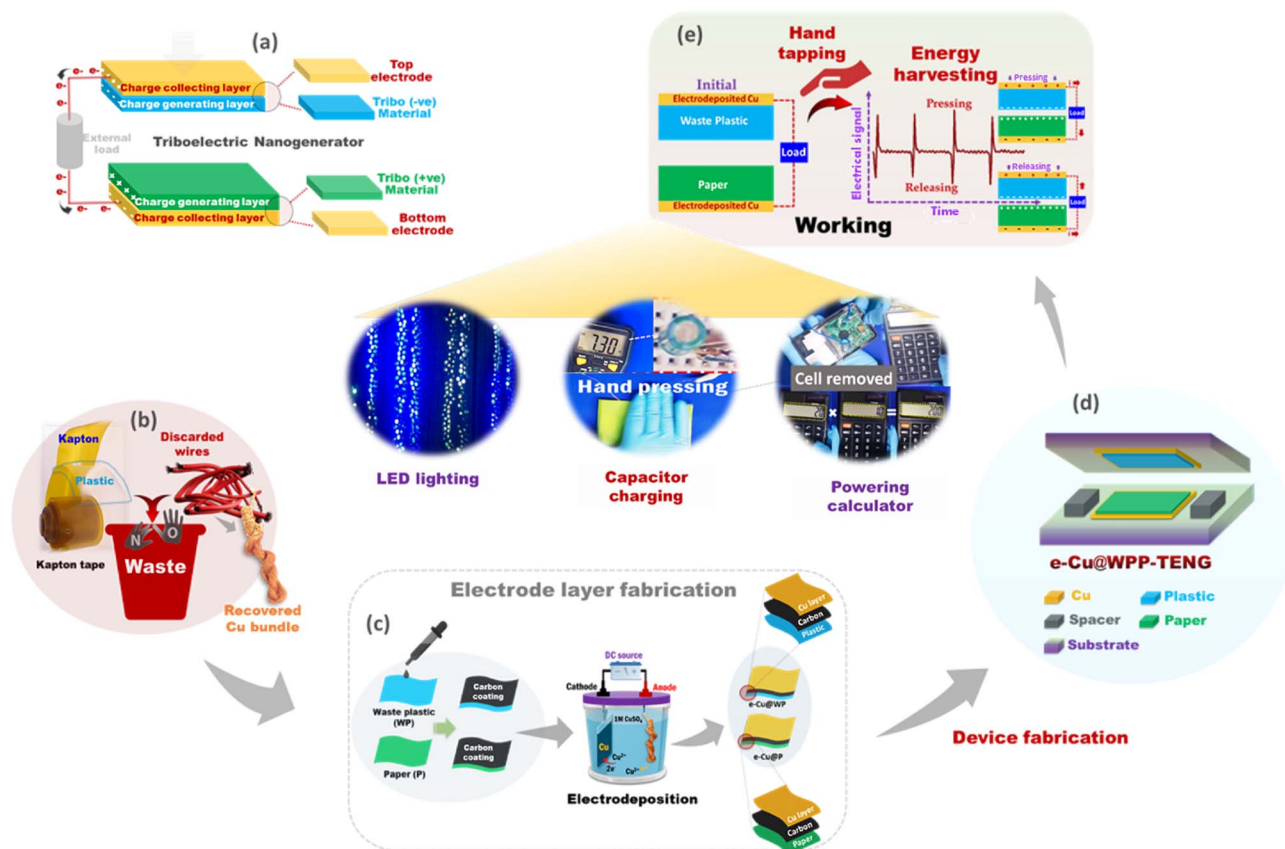 (a)
e-
e-
e-
e-
Charge collecting layer
Charge generating layer
Top
electrode
Tribo (-ve)
Material
External
load
Triboelectric Nanogenerator
e-
e-
e-
e-
Charge generating layer
Charge collecting layer
Tribo (+ve)
Material
Bottom
electrode
(e)
Hand
tapping
Energy
harvesting
Initial
Electrodeposited Cu
Waste Plastic
Load
Paper
Electrodeposited Cu
Electrical signal
Pressing
Releasing
Time
Pressing
Load
Releasing
Load
Working
LED lighting
7.30
Hand pressing
Capacitor
charging
Cell removed
×
=
Powering
calculator
(b)
Kapton
Plastic
Discarded
wires
N
O
Kapton tape
Waste
Recovered
Cu bundle
Electrode layer fabrication
(c)
Waste plastic
(WP)
Carbon
coating
Paper (P)
Carbon
coating
DC source
Cathode
Anode
1M CuSO₄
Cu
Cu²⁺
2e⁻
Cu²⁺
Electrodeposition
Cu layer
Carbon
Plastic
e-Cu@WP
e-Cu@P
Cu layer
Carbon
Paper
(d)
e-Cu@WPP-TENG
Cu
Plastic
Spacer
Paper
Substrate
Device fabrication